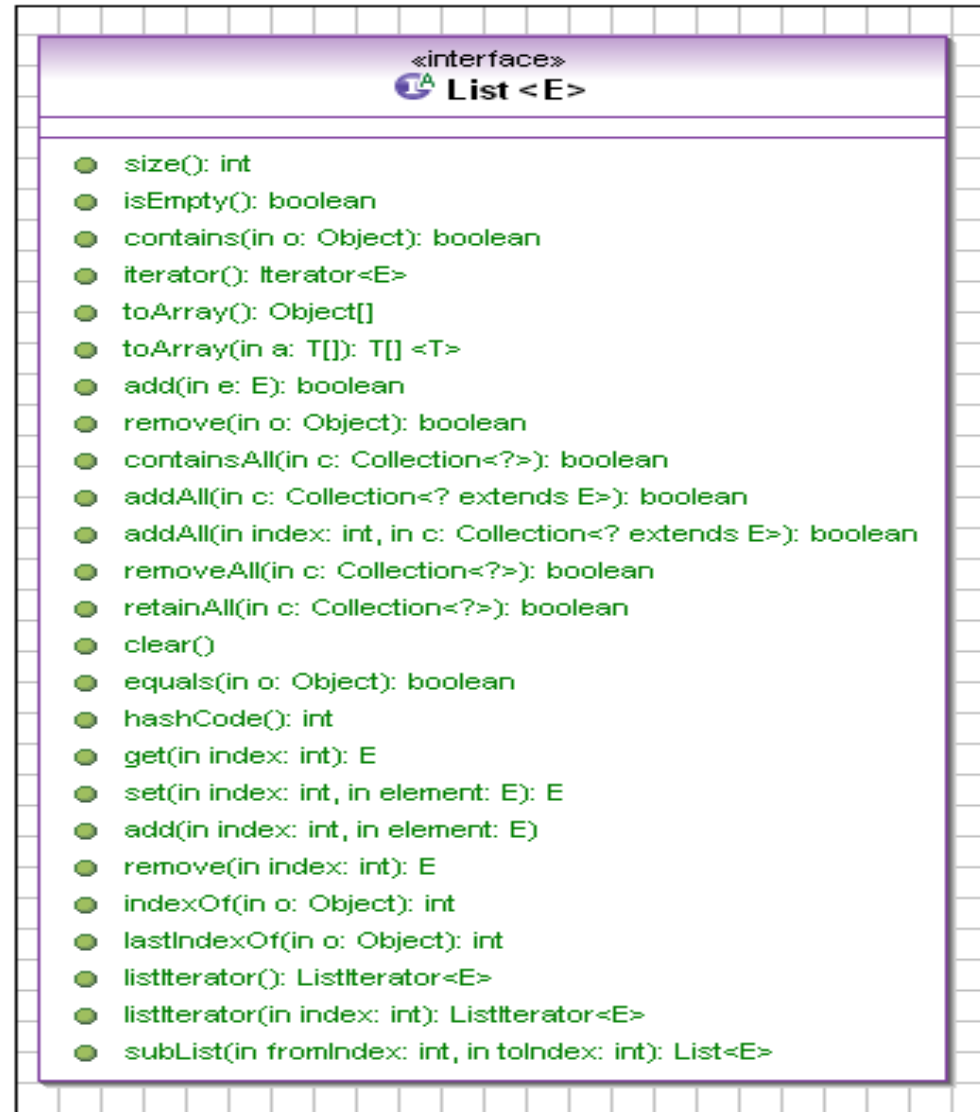 «interface»
List <E>
size(): int
isEmpty(): boolean
contains(in o: Object): boolean
iterator(): Iterator<E>
toArray(): Object[]
toArray(in a: T[]): T[] <T>
add(in e: E): boolean
remove(in o: Object): boolean
containsAll(in c: Collection<?>): boolean
addAll(in c: Collection<? extends E>): boolean
addAll(in index: int, in c: Collection<? extends E>): boolean
removeAll(in c: Collection<?>): boolean
retainAll(in c: Collection<?>): boolean
clear()
equals(in o: Object): boolean
hashCode(): int
get(in index: int): E
set(in index: int, in element: E): E
add(in index: int, in element: E)
remove(in index: int): E
indexOf(in o: Object): int
lastIndexOf(in o: Object): int
listIterator(): ListIterator<E>
listIterator(in index: int): ListIterator<E>
subList(in fromIndex: int, in toIndex: int): List<E>